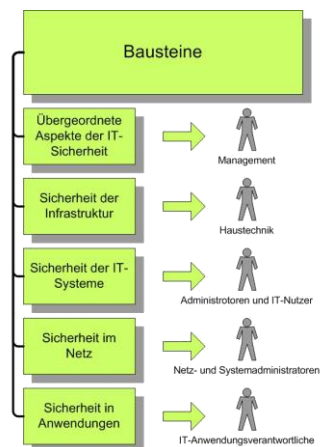 Bausteine
Übergeordnete
Aspekte der IT-
Sicherheit
Management
Sicherheit der
Infrastruktur
Haustechnik
Sicherheit der IT-
Systeme
Administrotoren und IT-Nutzer
Sicherheit im
Netz
Netz- und Systemadministratoren
Sicherheit in
Anwendungen
IT-Anwendungsverantwortliche